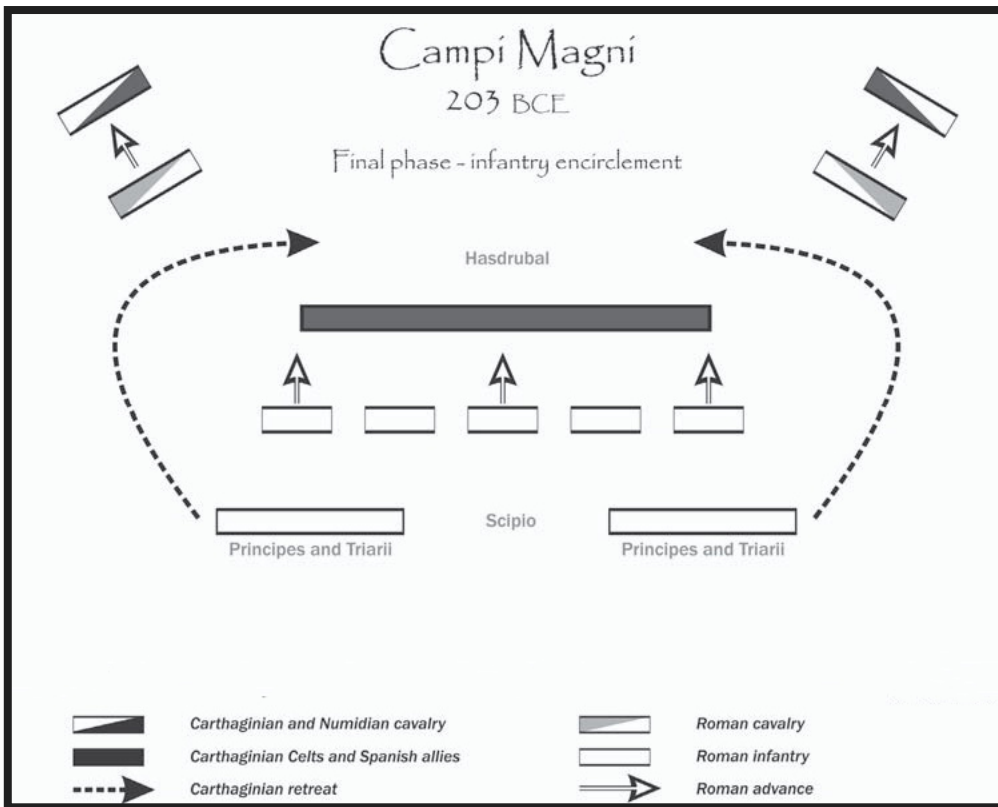 Campi Magni
203 BCE
Final phase - infantry encirclement
Hasdrubal
Scipio
Principes and Triarii
Principes and Triarii
Carthaginian and Numidian cavalry
Carthaginian Celts and Spanish allies
Carthaginian retreat
Roman cavalry
Roman infantry
Roman advance